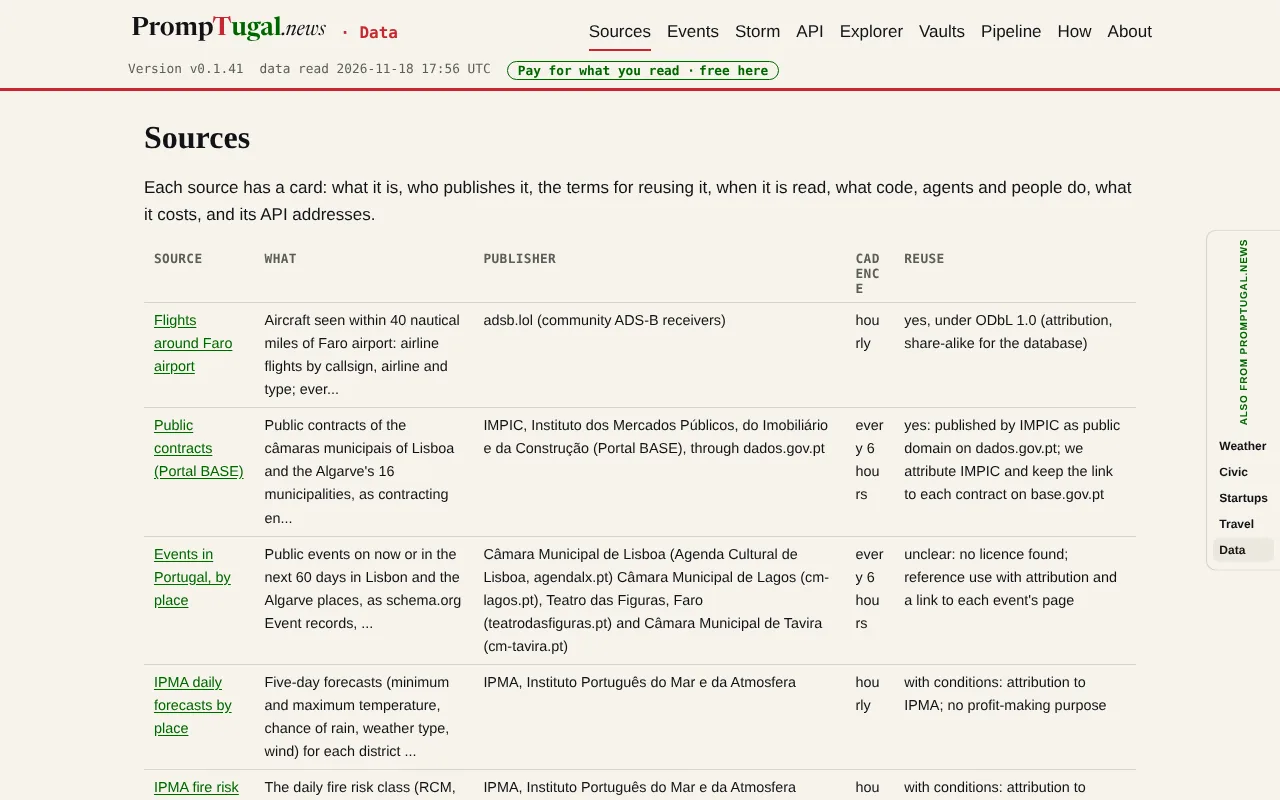 PrompTugal.news · Data
Sources Events Storm API Explorer Vaults Pipeline How About
Version v0.1.41 data read 2026-11-18 17:56 UTC Pay for what you read · free here
Sources
Each source has a card: what it is, who publishes it, the terms for reusing it, when it is read, what code, agents and people do, what
it costs, and its API addresses.
SOURCE WHAT PUBLISHER CAD REUSE
ENC
E
Flights Aircraft seen within 40 nautical adsb.lol (community ADS-B receivers) hou yes, under ODbL 1.0 (attribution,
around Faro miles of Faro airport: airline rly share-alike for the database)
airport flights by callsign, airline and
type; ever...
Public Public contracts of the IMPIC, Instituto dos Mercados Públicos, do Imobiliário ever yes: published by IMPIC as public
contracts câmaras municipais of Lisboa e da Construção (Portal BASE), through dados.gov.pt y 6 domain on dados.gov.pt; we
(Portal BASE) and the Algarve's 16 hou attribute IMPIC and keep the link
municipalities, as contracting rs to each contract on base.gov.pt
en...
Events in Public events on now or in the Câmara Municipal de Lisboa (Agenda Cultural de ever unclear: no licence found;
Portugal, by next 60 days in Lisbon and the Lisboa, agendalx.pt) Câmara Municipal de Lagos (cm- y 6 reference use with attribution and
place Algarve places, as schema.org lagos.pt), Teatro das Figuras, Faro hou a link to each event's page
Event records, ... (teatrodasfiguras.pt) and Câmara Municipal de Tavira rs
(cm-tavira.pt)
IPMA daily Five-day forecasts (minimum IPMA, Instituto Português do Mar e da Atmosfera hou with conditions: attribution to
forecasts by and maximum temperature, rly IPMA; no profit-making purpose
place chance of rain, weather type,
wind) for each district ...
IPMA fire risk The daily fire risk class (RCM, IPMA, Instituto Português do Mar e da Atmosfera hou with conditions: attribution to
ALSO FROM PROMPTUGAL.NEWS
Weather
Civic
Startups
Travel
Data